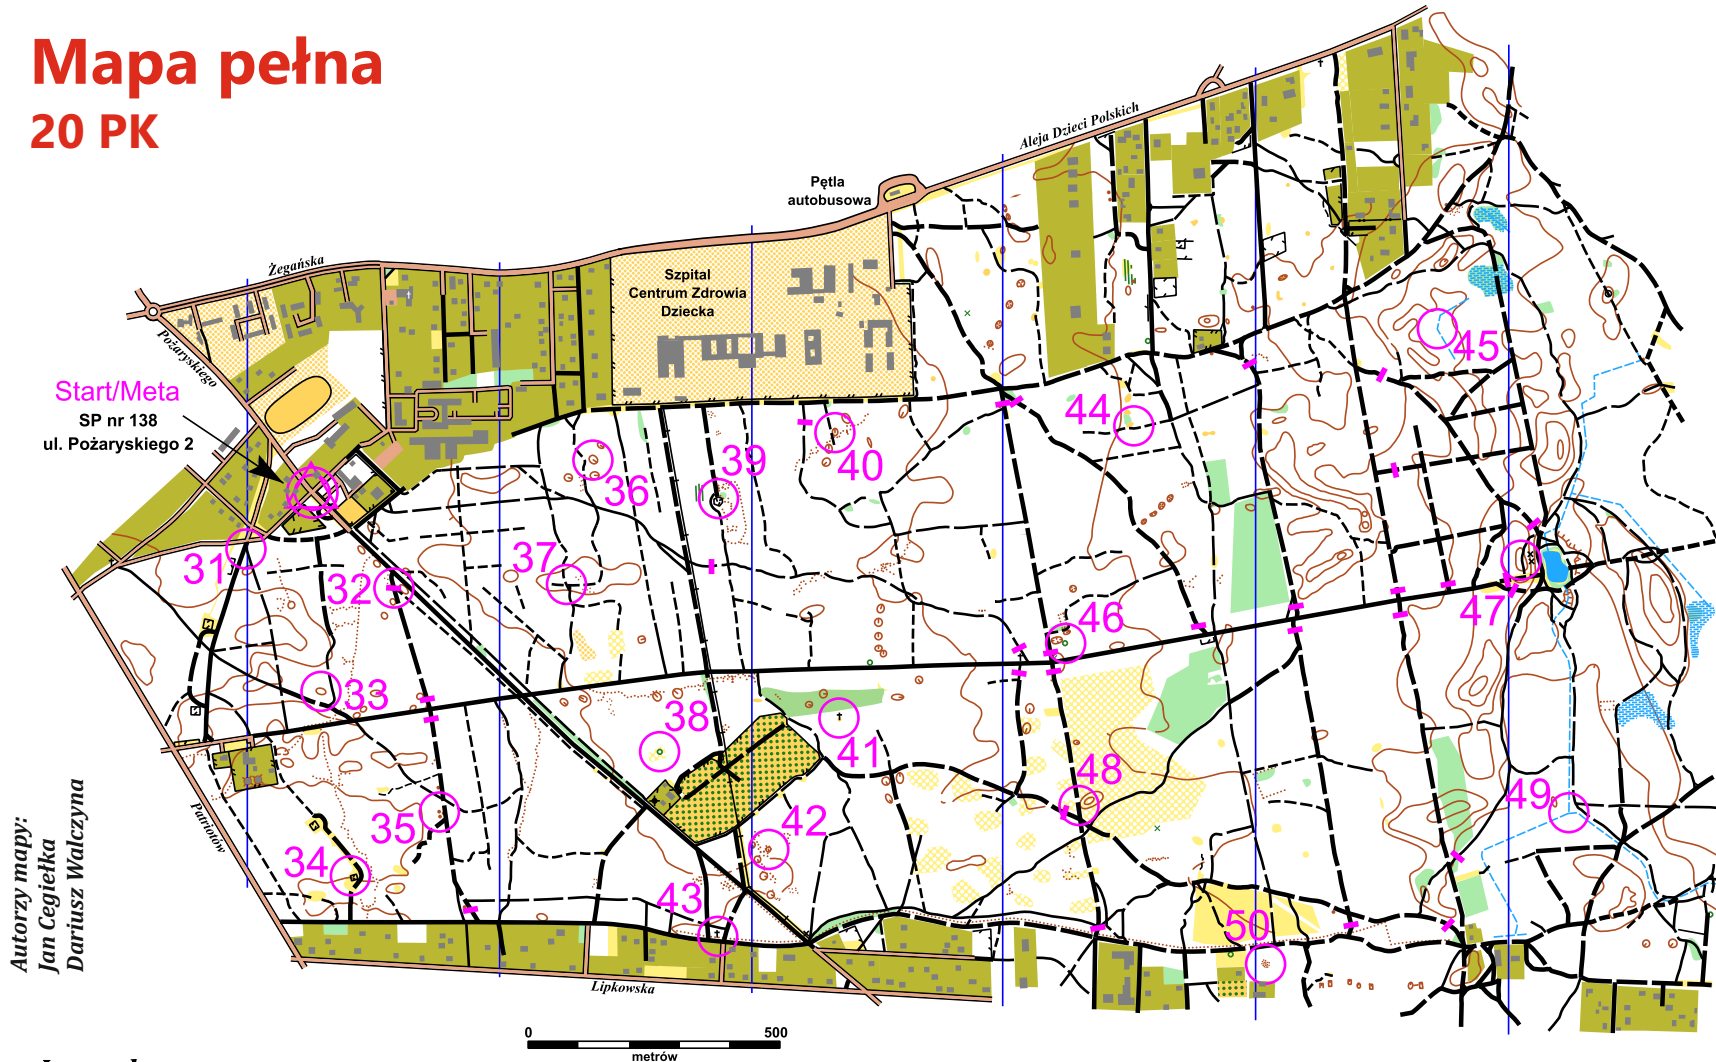 Mapa pełna
20 PK
Aleja Dzieci Polskich
Pętla
autobusowa
Żegańska
Szpital
Centrum Zdrowia
Dziecka
Pożaryskiego
Start/Meta
SP nr 138
ul. Pożaryskiego 2
45
44
39
40
36
37
31
32
46
47
33
38
41
48
49
35
42
34
43
50
Patriotów
Lipkowska
Autorzy mapy:
Jan Cegiełka
Dariusz Walczyna
0 500
metrów